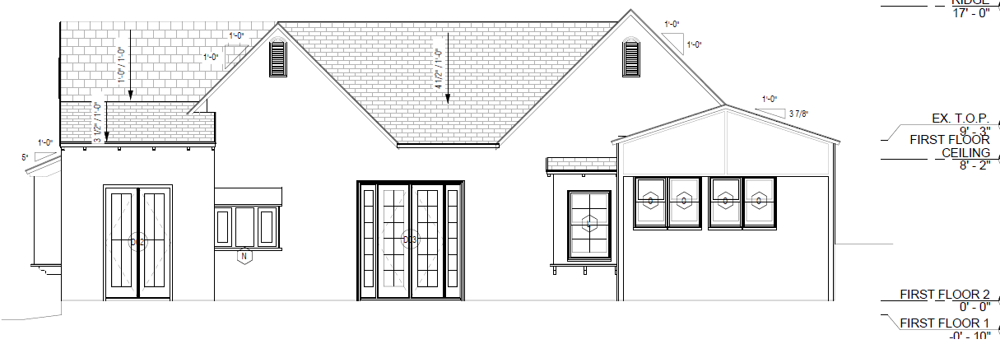 RIDGE
17' - 0"
1'-0"
1'-0"
1'-0"
1'-0"
1'-0" / 1'-0"
4 1/2" / 1'-0"
3 1/2" / 1'-0"
1'-0"
3 7/8"
EX. T.O.P.
9' - 3"
FIRST FLOOR
CEILING
8' - 2"
1'-0"
5"
O
O
O
O
L
D02
D03
N
FIRST FLOOR 2
0' - 0"
FIRST FLOOR 1
-0' - 10"